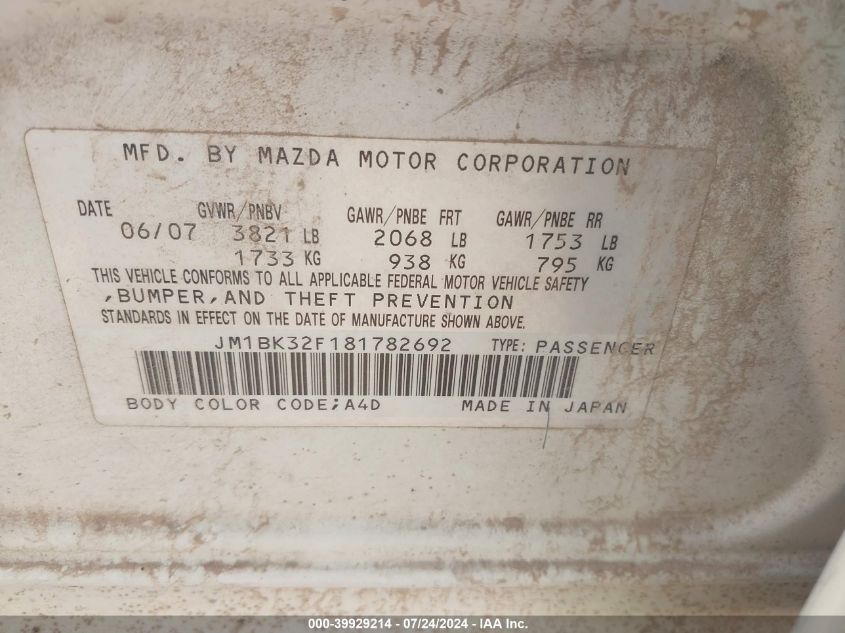 MFD. BY MAZDA MOTOR CORPORATION
DATE GVWR/PNBV GAWR/PNBE FRT GAWR/PNBE RR
06/07 3821 LB 2068 LB 1753 LB
1733 KG 938 KG 795 KG
THIS VEHICLE CONFORMS TO ALL APPLICABLE FEDERAL MOTOR VEHICLE SAFETY
,BUMPER,AND THEFT PREVENTION
STANDARDS IN EFFECT ON THE DATE OF MANUFACTURE SHOWN ABOVE.
JM1BK32F181782692 TYPE: PASSENGER
BODY COLOR CODE;A4D MADE IN JAPAN
000-39929214 - 07/24/2024 - IAA Inc.